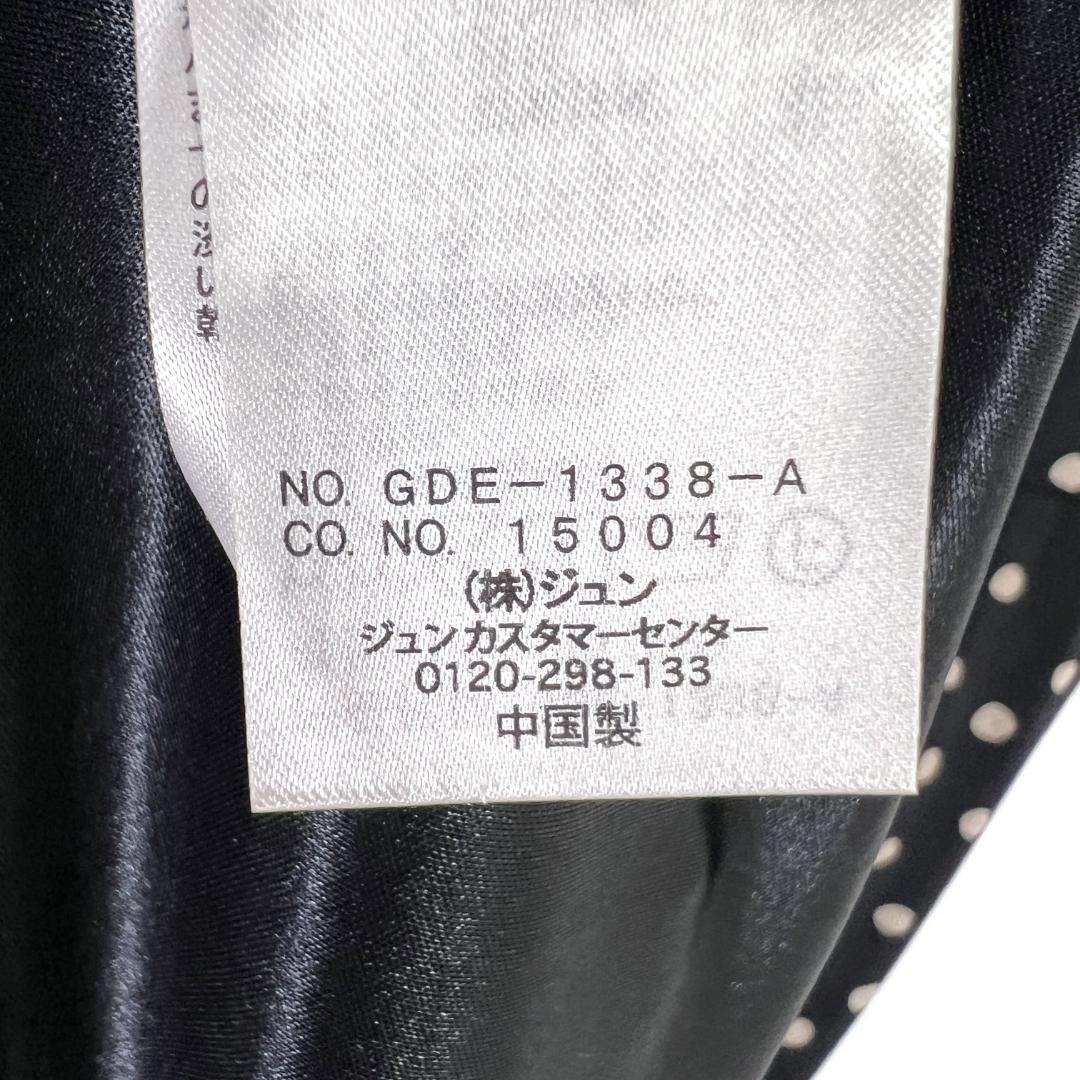 NO. GDE-1338-A
CO. NO. 15004
(株)ジュン
ジュンカスタマーセンター
0120-298-133
中国製